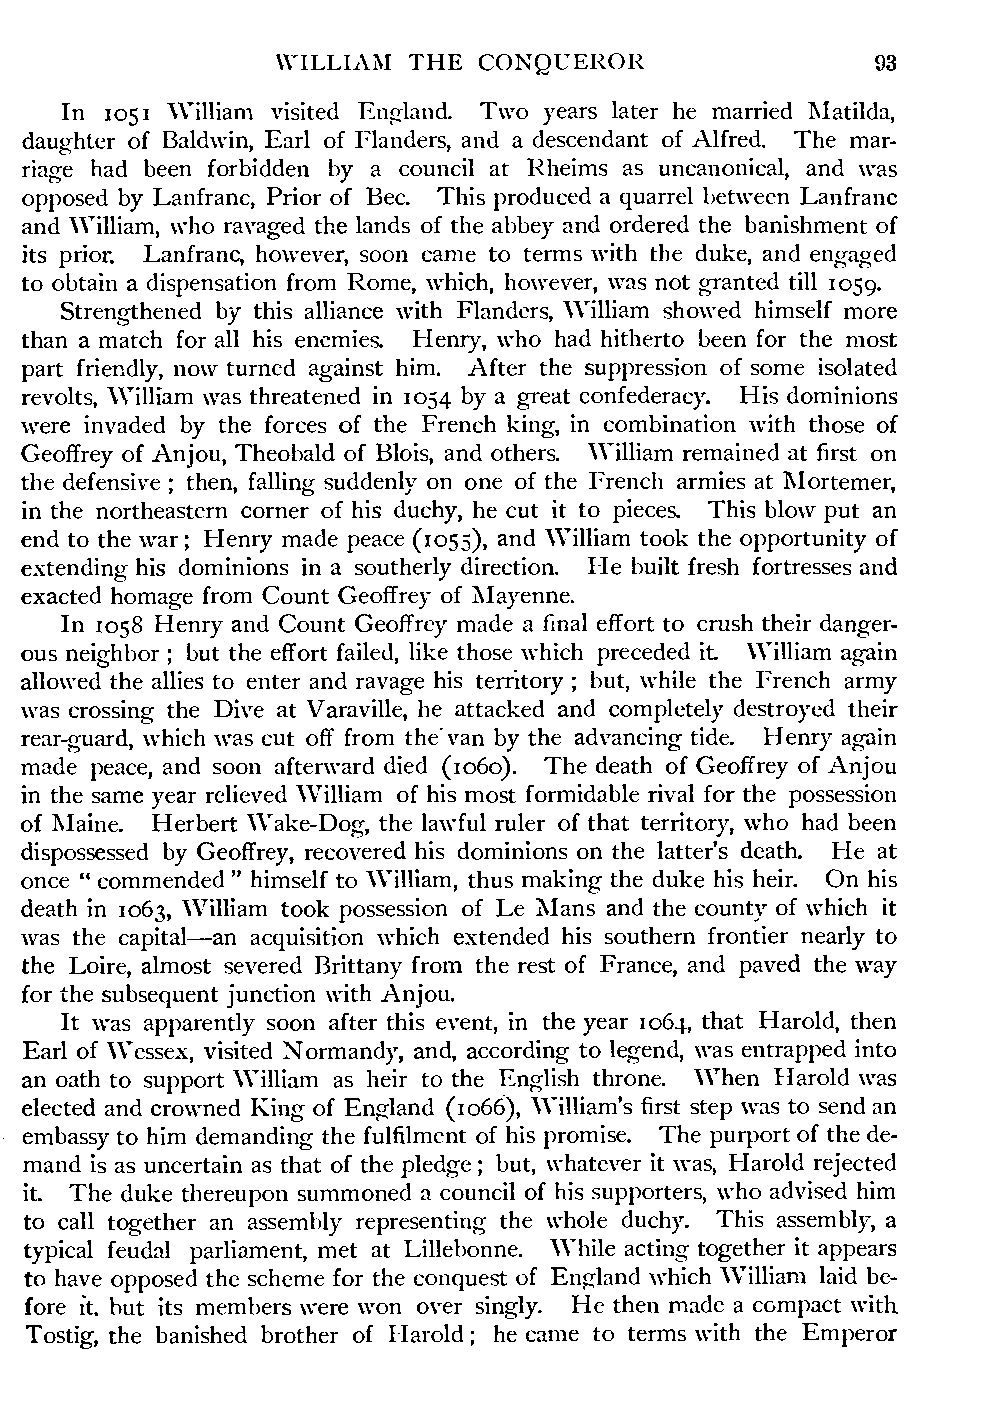 WILLIAM THE CONQUEROR 93
In 1051 William visited England. Two years later he married Matilda,
daughter of Baldwin, Earl of Flanders, and a descendant of Alfred. The mar-
riage had been forbidden by a council at Rheims as uncanonical, and was
opposed by Lanfranc, Prior of Bec. This produced a quarrel between Lanfranc
and William, who ravaged the lands of the abbey and ordered the banishment of
its prior. Lanfranc, however, soon came to terms with the duke, and engaged
to obtain a dispensation from Rome, which, however, was not granted till 1059.
Strengthened by this alliance with Flanders, William showed himself more
than a match for all his enemies. Henry, who had hitherto been for the most
part friendly, now turned against him. After the suppression of some isolated
revolts, William was threatened in 1054 by a great confederacy. His dominions
were invaded by the forces of the French king, in combination with those of
Geoffrey of Anjou, Theobald of Blois, and others. William remained at first on
the defensive ; then, falling suddenly on one of the French armies at Mortemer,
in the northeastern corner of his duchy, he cut it to pieces. This blow put an
end to the war ; Henry made peace (1055), and William took the opportunity of
extending his dominions in a southerly direction. He built fresh fortresses and
exacted homage from Count Geoffrey of Mayenne.
In 1058 Henry and Count Geoffrey made a final effort to crush their danger-
ous neighbor ; but the effort failed, like those which preceded it. William again
allowed the allies to enter and ravage his territory ; but, while the French army
was crossing the Dive at Varaville, he attacked and completely destroyed their
rear-guard, which was cut off from the van by the advancing tide. Henry again
made peace, and soon afterward died (1060). The death of Geoffrey of Anjou
in the same year relieved William of his most formidable rival for the possession
of Maine. Herbert Wake-Dog, the lawful ruler of that territory, who had been
dispossessed by Geoffrey, recovered his dominions on the latter's death. He at
once “ commended ” himself to William, thus making the duke his heir. On his
death in 1063, William took possession of Le Mans and the county of which it
was the capital—an acquisition which extended his southern frontier nearly to
the Loire, almost severed Brittany from the rest of France, and paved the way
for the subsequent junction with Anjou.
It was apparently soon after this event, in the year 1064, that Harold, then
Earl of Wessex, visited Normandy, and, according to legend, was entrapped into
an oath to support William as heir to the English throne. When Harold was
elected and crowned King of England (1066), William's first step was to send an
embassy to him demanding the fulfilment of his promise. The purport of the de-
mand is as uncertain as that of the pledge ; but, whatever it was, Harold rejected
it. The duke thereupon summoned a council of his supporters, who advised him
to call together an assembly representing the whole duchy. This assembly, a
typical feudal parliament, met at Lillebonne. While acting together it appears
to have opposed the scheme for the conquest of England which William laid be-
fore it, but its members were won over singly. He then made a compact with
Tostig, the banished brother of Harold ; he came to terms with the Emperor